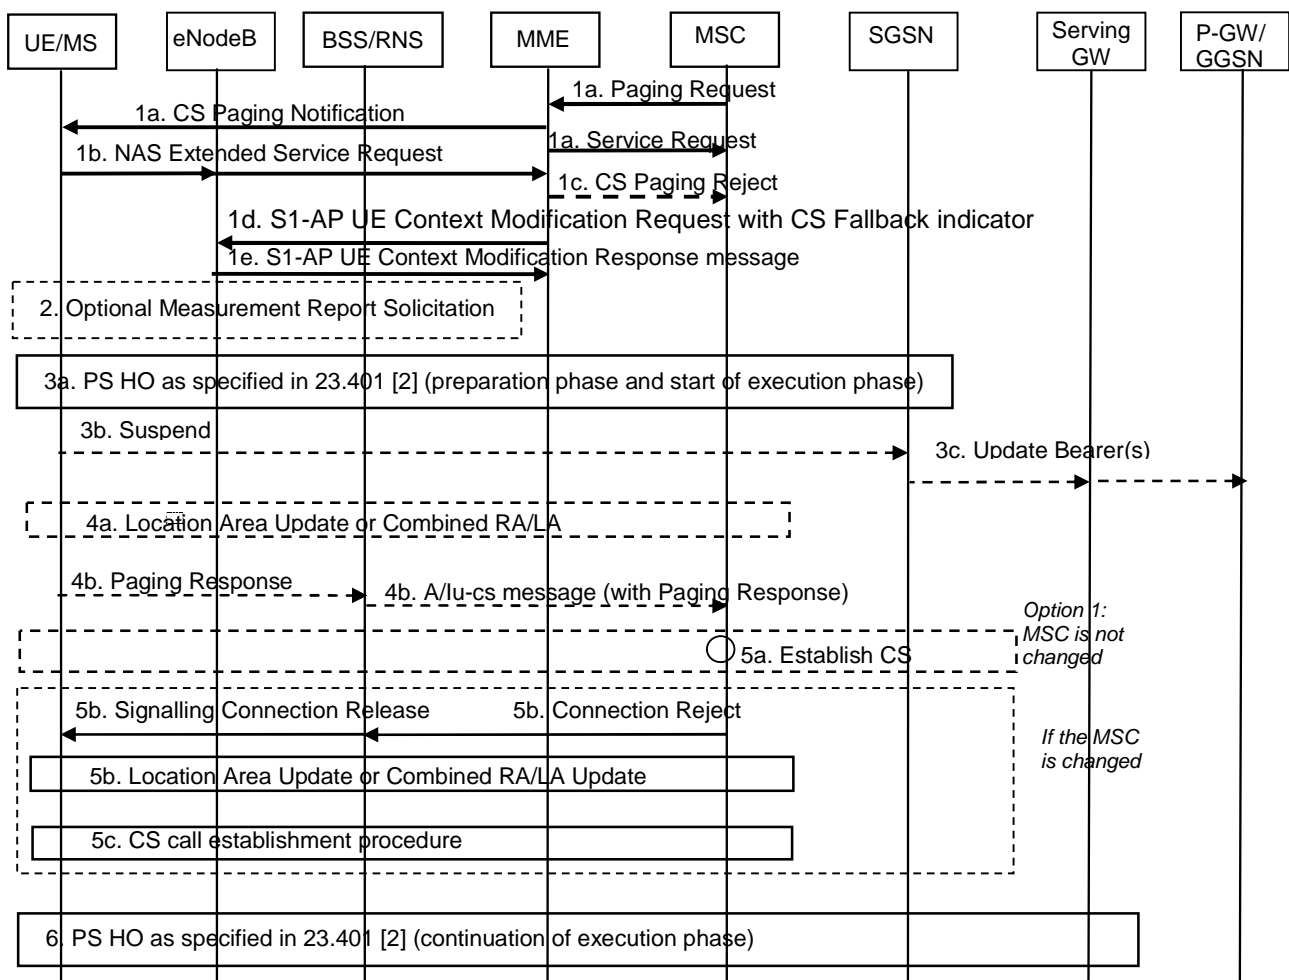 UE/MS
eNodeB
BSS/RNS
MME
MSC
SGSN
Serving
GW
P-GW/
GGSN
1a. Paging Request
1a. CS Paging Notification
1a. Service Request
1b. NAS Extended Service Request
1c. CS Paging Reject
1d. S1-AP UE Context Modification Request with CS Fallback indicator
1e. S1-AP UE Context Modification Response message
2. Optional Measurement Report Solicitation
3a. PS HO as specified in 23.401 [2] (preparation phase and start of execution phase)
3b. Suspend
3c. Update Bearer(s)
4a. Location Area Update or Combined RA/LA
4b. Paging Response
4b. A/Iu-cs message (with Paging Response)
Option 1:
MSC is not
changed
5a. Establish CS
5b. Signalling Connection Release
5b. Connection Reject
If the MSC
is changed
5b. Location Area Update or Combined RA/LA Update
5c. CS call establishment procedure
6. PS HO as specified in 23.401 [2] (continuation of execution phase)